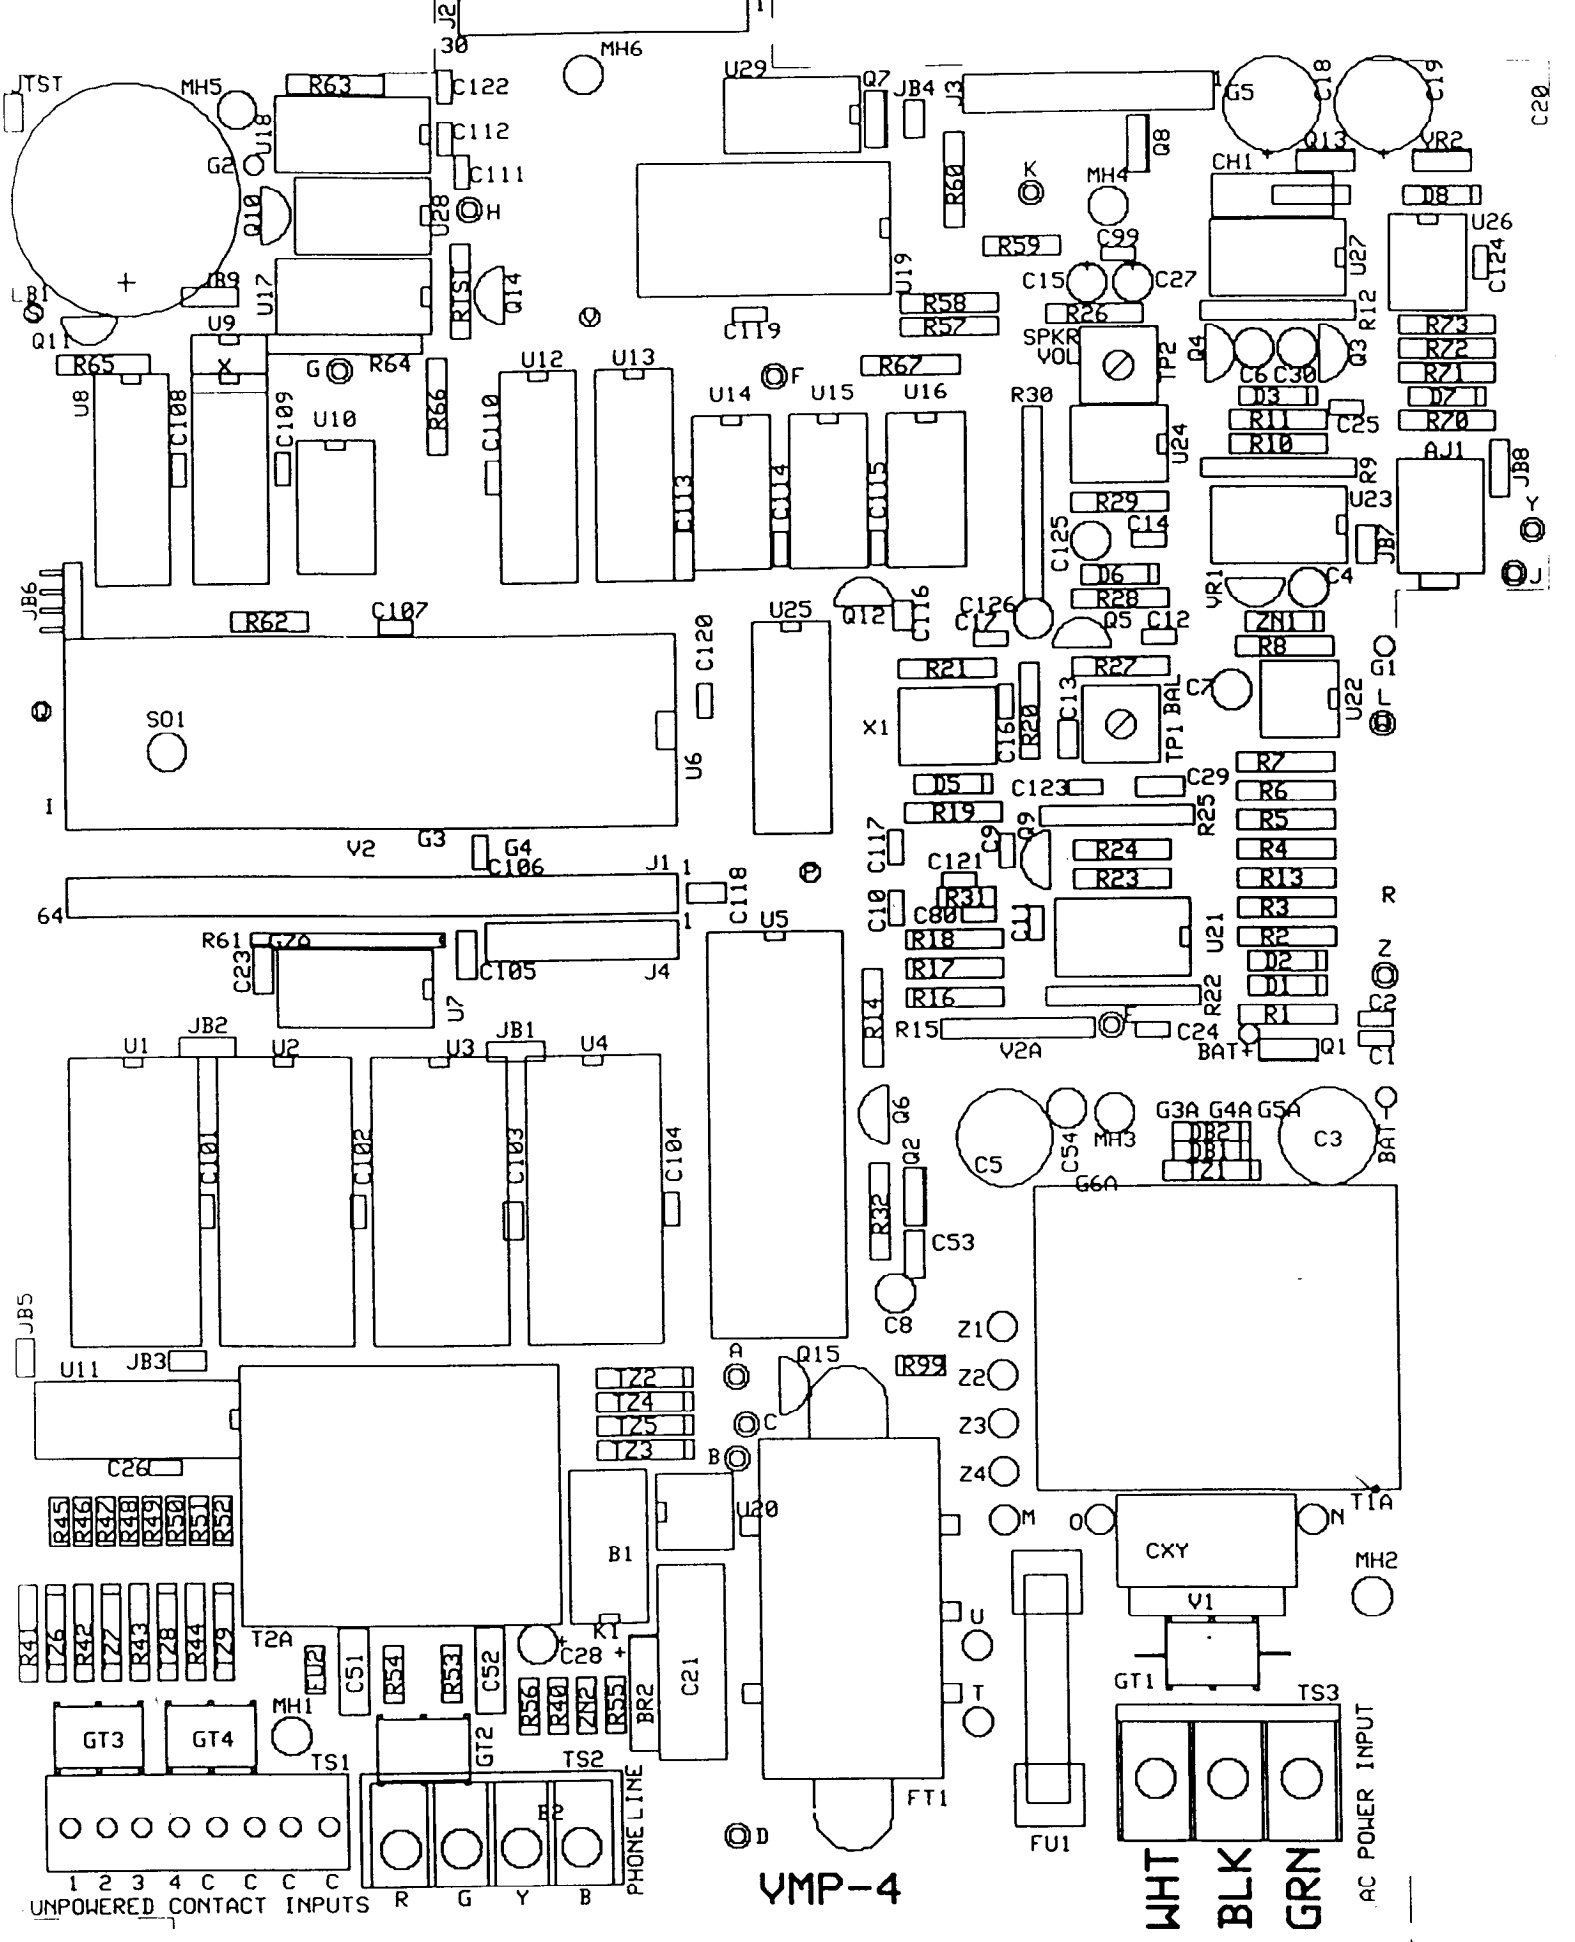 J2
1
30
MH6
JTST
MH5
R63
C122
U29
Q7
JB4
J3
1
G5
C18
C19
C20
U18
C112
G2
C111
Q8
Q13
VR2
CH1
K
MH4
R60
Q10
U28
H
D8
U26
R59
C99
U19
U27
C124
LB1
JB9
U17
Q14
C15
C27
R58
R57
R26
R12
Q11
U9
C119
SPKR
VOL
TP2
Q4
Q3
R73
R72
R65
X
G
R64
U12
U13
F
R67
C6
C30
R71
U8
R66
U14
U15
U16
R30
D3
D7
C108
C109
U10
C110
R11
C25
R70
U24
R10
AJ1
R9
JB8
C113
C114
C115
R29
U23
Y
C125
C14
JB7
D6
VR1
C4
J
JB6
R28
R62
C107
U25
Q12
C116
C126
C17
Q5
C12
ZN1
R8
C120
R21
R27
G1
SO1
X1
C16
R20
C13
TP1 BAL
C7
U22
L
U6
R7
I
D5
C123
C29
R6
R19
R25
R5
V2
G3
G4
C106
C117
C9
Q9
R24
R4
J1
1
C118
C121
R23
R13
64
C10
R31
C80
C11
R3
R
R61
G7A
1
U5
R18
U21
R2
Z
C23
C105
J4
R17
D2
U7
R16
D1
R14
R22
C2
R15
V2A
C24
R1
U1
JB2
U2
U3
JB1
U4
BAT+
Q1
C1
C101
C102
C103
C104
Q6
Q2
C5
C54
MH3
G3A
G4A
G5A
DB2
DB1
TZ1
C3
BAT-
G6A
R32
C53
JB5
C8
Z1
U11
JB3
A
Q15
R99
TZ2
Z2
TZ4
C
TZ5
Z3
TZ3
B
C26
Z4
T1A
R45
R46
R47
R48
R49
R50
R51
R52
U20
M
O
N
B1
CXY
MH2
V1
R41
TZ6
R42
TZ7
R43
TZ8
R44
TZ9
T2A
K1
U
FU2
C51
R54
R53
C52
C28
R56
R40
ZN2
R55
BR2
C21
GT1
TS3
T
GT3
GT4
MH1
TS1
GT2
TS2
B2
FT1
PHONE LINE
D
FU1
AC POWER INPUT
1 2 3 4 C C C C
R G Y B
UNPOWERED CONTACT INPUTS
VMP-4
WHT
BLK
GRN